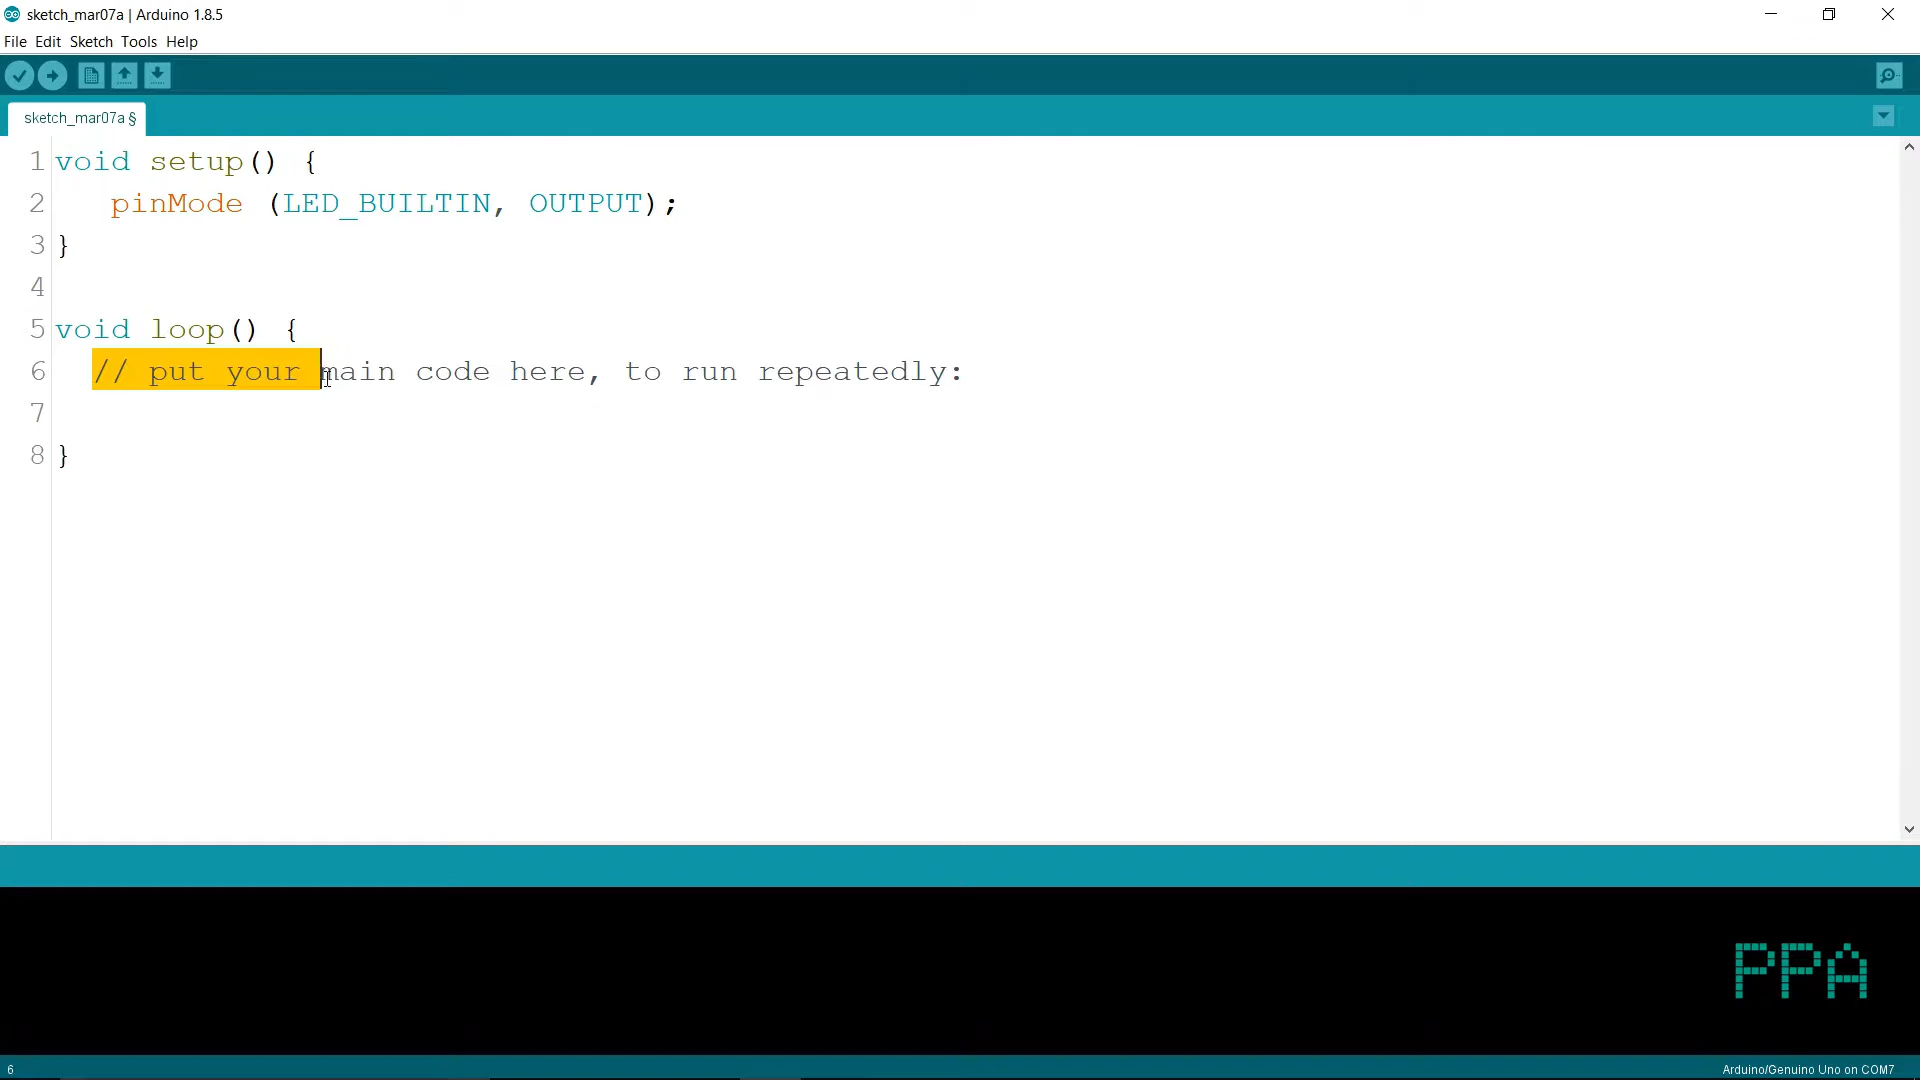 sketch_mar07a | Arduino 1.8.5
File Edit Sketch Tools Help
sketch_mar07a §
1 void setup() {
2 pinMode (LED_BUILTIN, OUTPUT);
3 }
4
5 void loop() {
6 // put your main code here, to run repeatedly:
7
8 }
PPA
6 Arduino/Genuino Uno on COM7